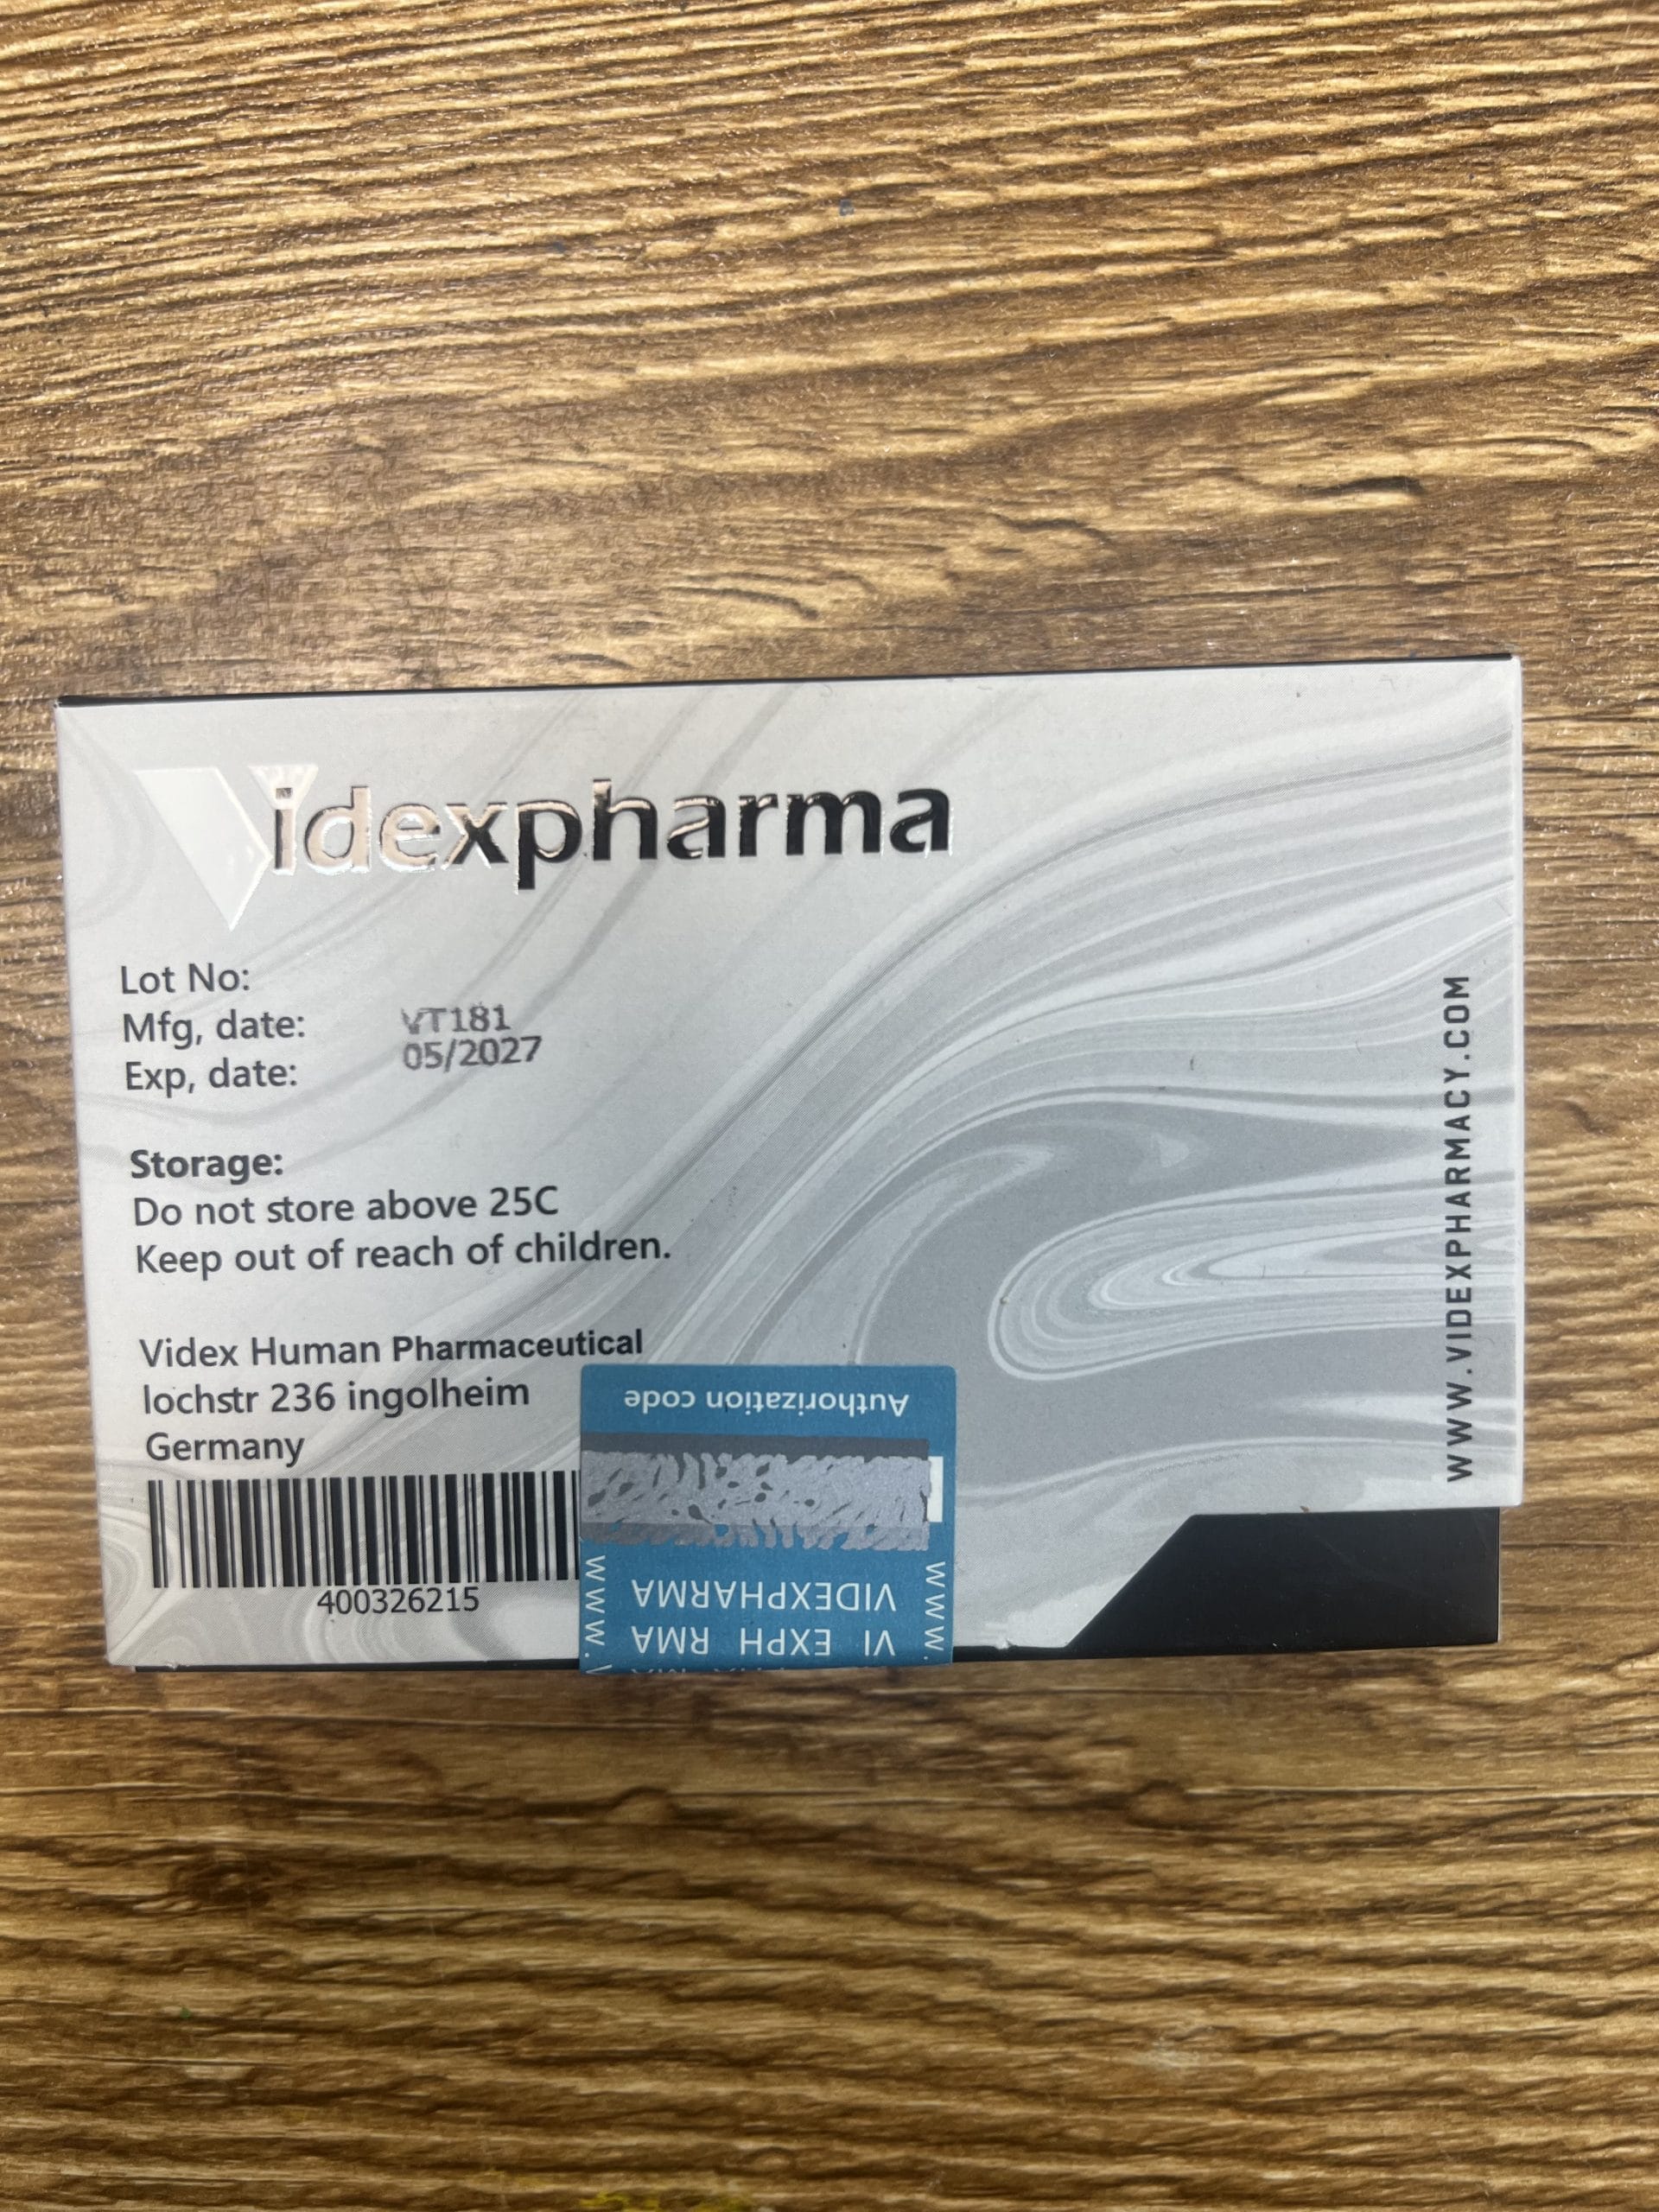 Videxpharma
Lot No:
Mfg, date:
VT181
05/2027
Exp, date:
Storage:
Do not store above 25C
Keep out of reach of children.
Videx Human Pharmaceutical
lochstr 236 ingolheim
Germany
400326215
Authorization code
VIDEXPHARMA
VI EXPH RMA
WWW.
WWW.
WWW.VIDEXPHARMACY.COM